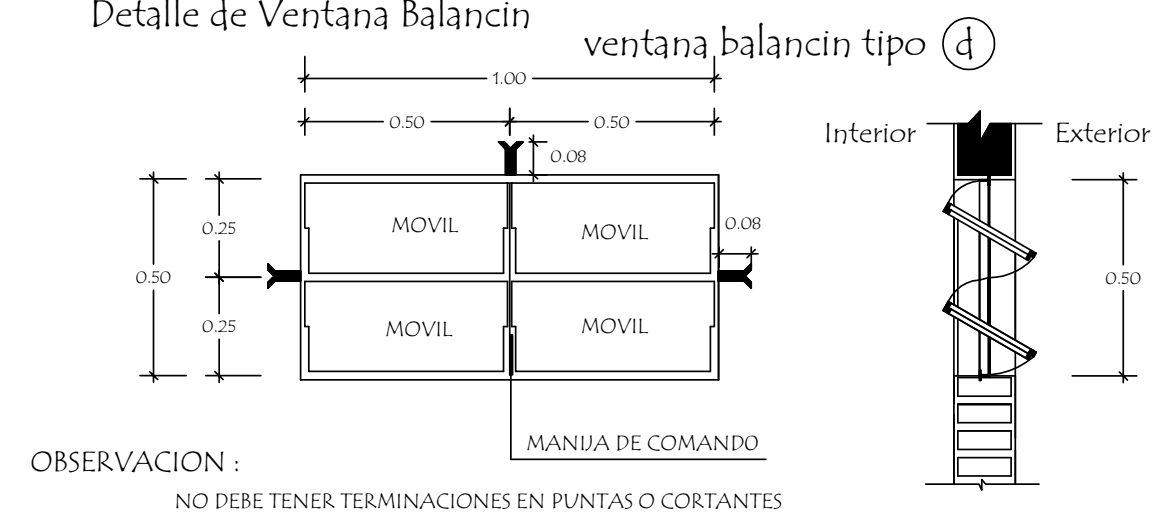 Detalle de Ventana Balancin
ventana balancin tipo d
1.00
0.50 0.50
Interior Exterior
0.08
0.25 MOVIL MOVIL 0.08
0.50 0.50
0.25 MOVIL MOVIL
MANIJA DE COMANDO
OBSERVACION :
NO DEBE TENER TERMINACIONES EN PUNTAS O CORTANTES